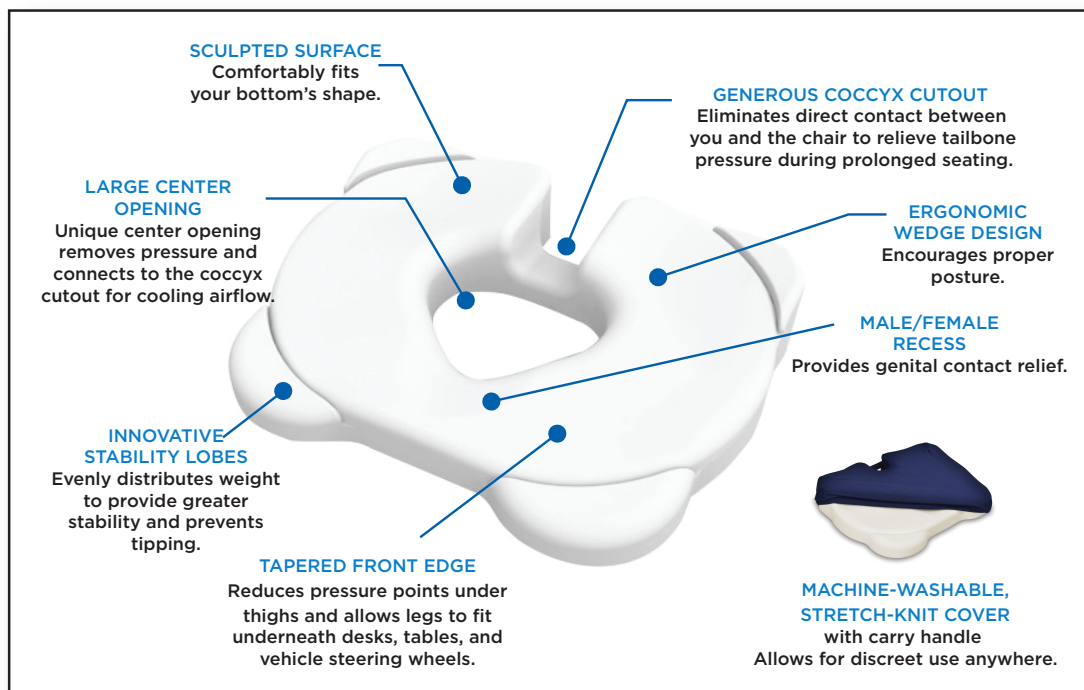 SCULPTED SURFACE
Comfortably fits
your bottom's shape.
GENEROUS COCCYX CUTOUT
Eliminates direct contact between
you and the chair to relieve tailbone
pressure during prolonged seating.
LARGE CENTER
OPENING
Unique center opening
removes pressure and
connects to the coccyx
cutout for cooling airflow.
ERGONOMIC
WEDGE DESIGN
Encourages proper
posture.
MALE/FEMALE
RECESS
Provides genital contact relief.
INNOVATIVE
STABILITY LOBES
Evenly distributes weight
to provide greater
stability and prevents
tipping.
TAPERED FRONT EDGE
Reduces pressure points under
thighs and allows legs to fit
underneath desks, tables, and
vehicle steering wheels.
MACHINE-WASHABLE,
STRETCH-KNIT COVER
with carry handle
Allows for discreet use anywhere.